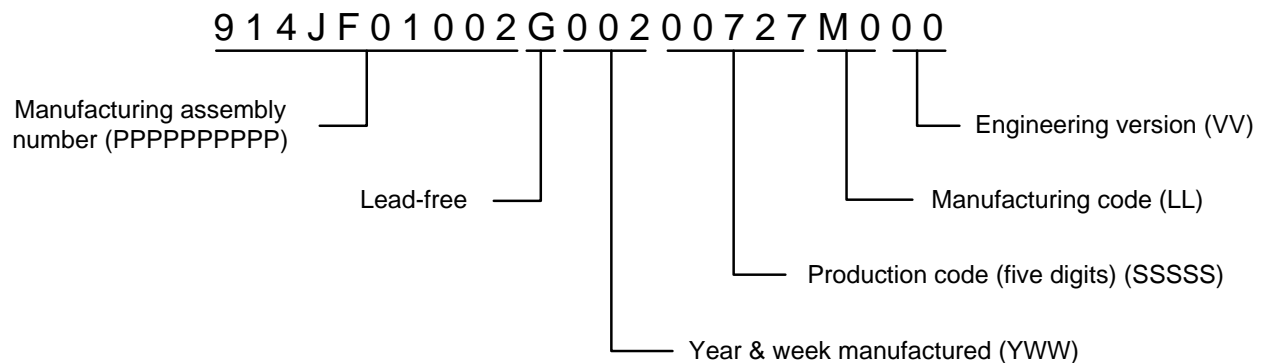 914JF01002G00200727M000
Manufacturing assembly
number (PPPPPPPPPP)
Engineering version (VV)
Lead-free
Manufacturing code (LL)
Production code (five digits) (SSSSS)
Year & week manufactured (YWW)